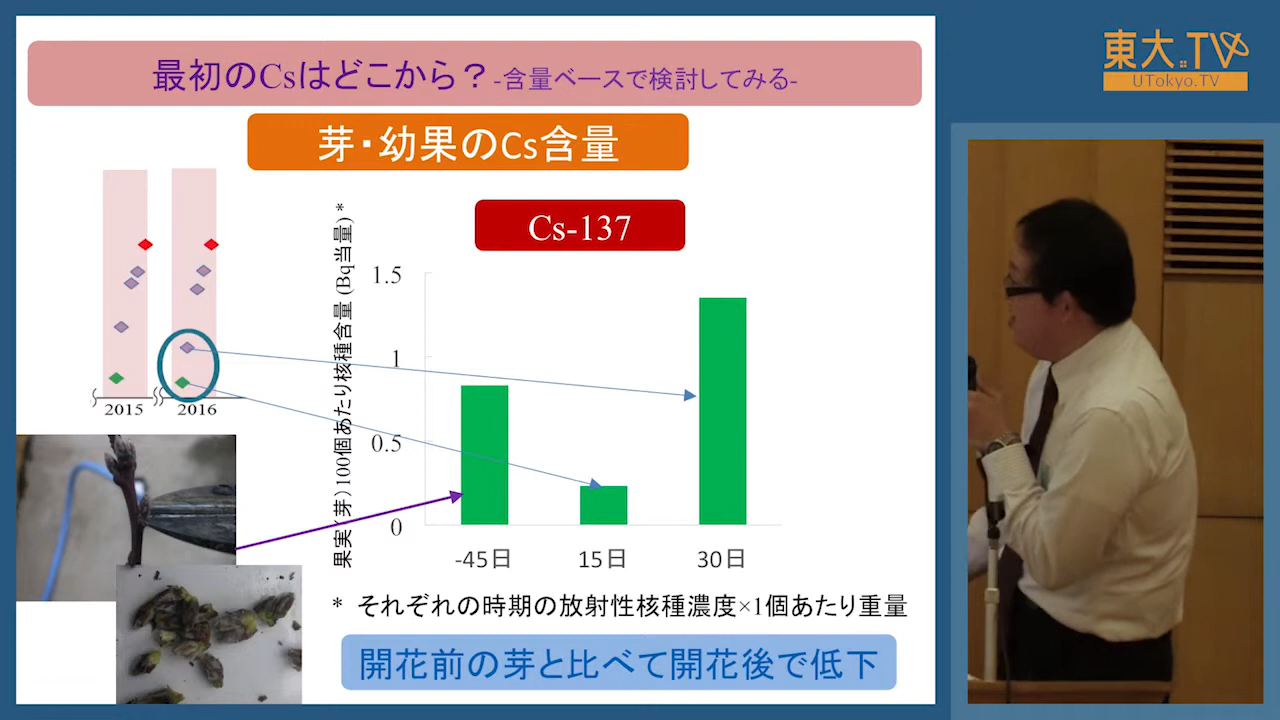 最初のCsはどこから？-含量ベースで検討してみる-
芽・幼果のCs含量
東大.TV
UTokyo.TV
Cs-137
果実(芽)100個あたり核種含量(Bq当量)*
1.5
1
0.5
0
-45日
15日
30日
2015
2016
* それぞれの時期の放射性核種濃度×1個あたり重量
開花前の芽と比べて開花後で低下